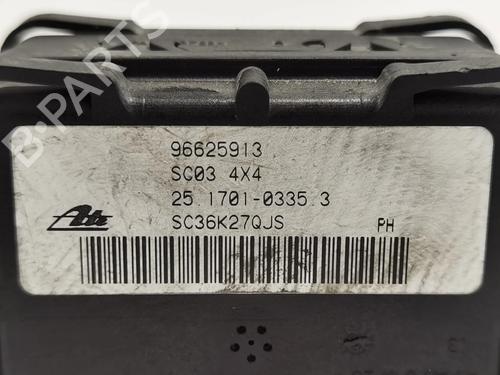 B-PARTS
96625913
SC03 4X4
25.1701-0335.3
Ate
SC36K27QJS
PH